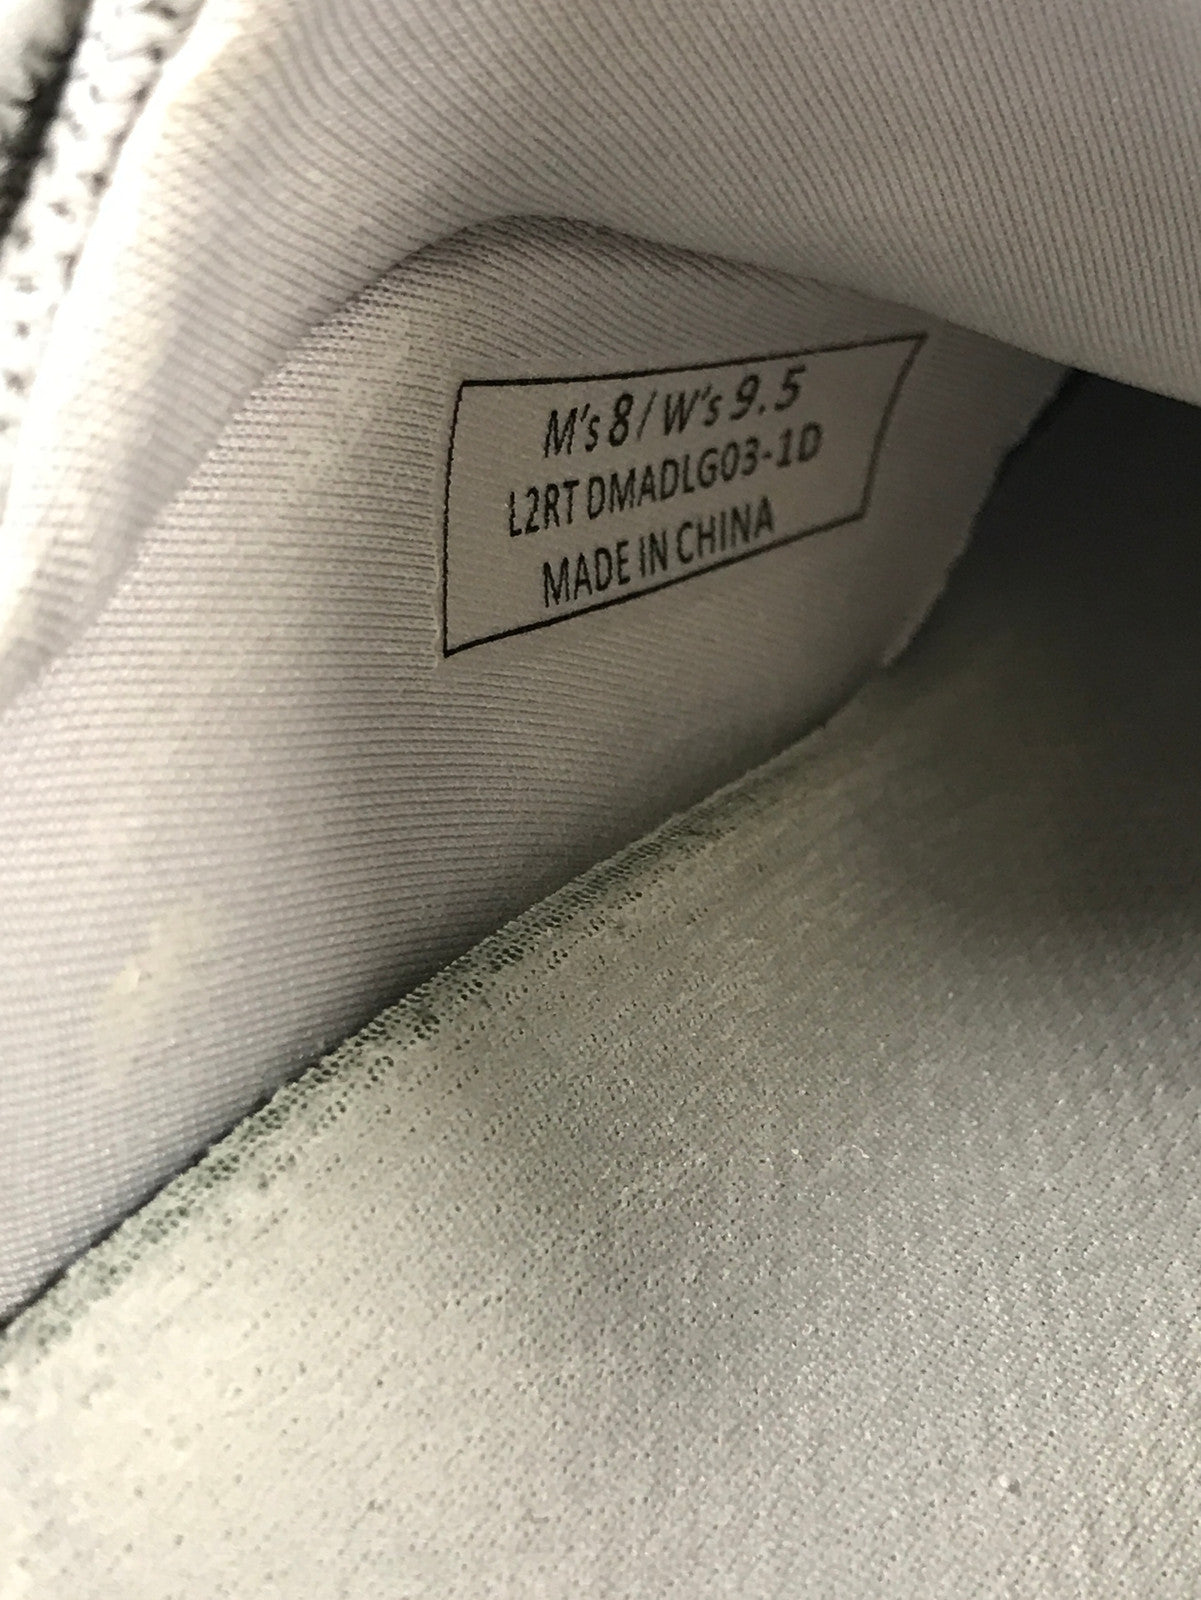 M's 8/W's 9.5
L2RT DMADLG03-1D
MADE IN CHINA